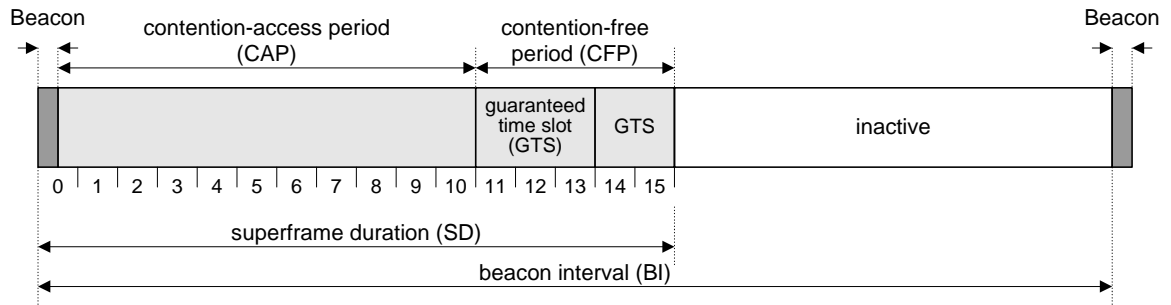 Beacon
contention-access period
(CAP)
contention-free
period (CFP)
Beacon
guaranteed
time slot
(GTS)
GTS
inactive
0 1 2 3 4 5 6 7 8 9 10 11 12 13 14 15
superframe duration (SD)
beacon interval (BI)